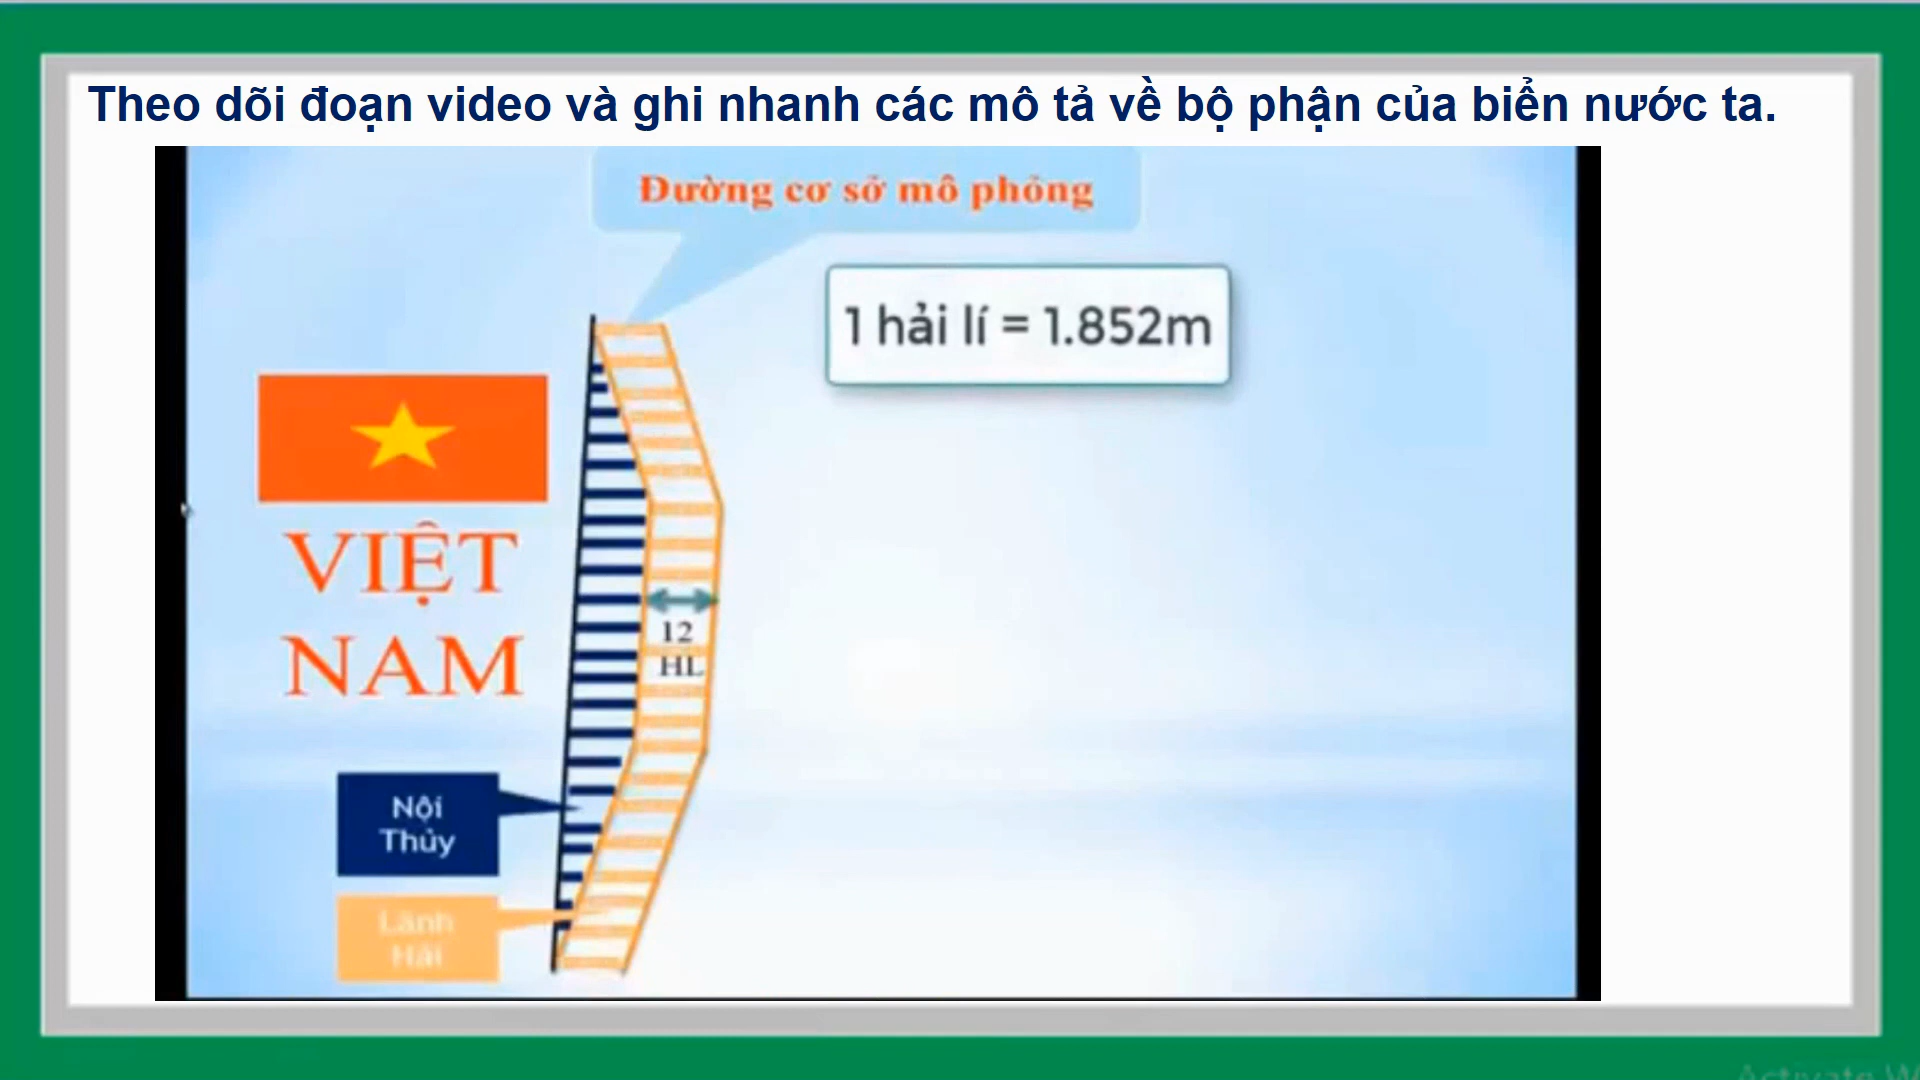 Theo dõi đoạn video và ghi nhanh các mô tả về bộ phận của biển nước ta.
Đường cơ sở mô phỏng
1 hải lí = 1.852m
VIỆT
NAM
12
HL
Nội
Thủy
Lãnh
Hải